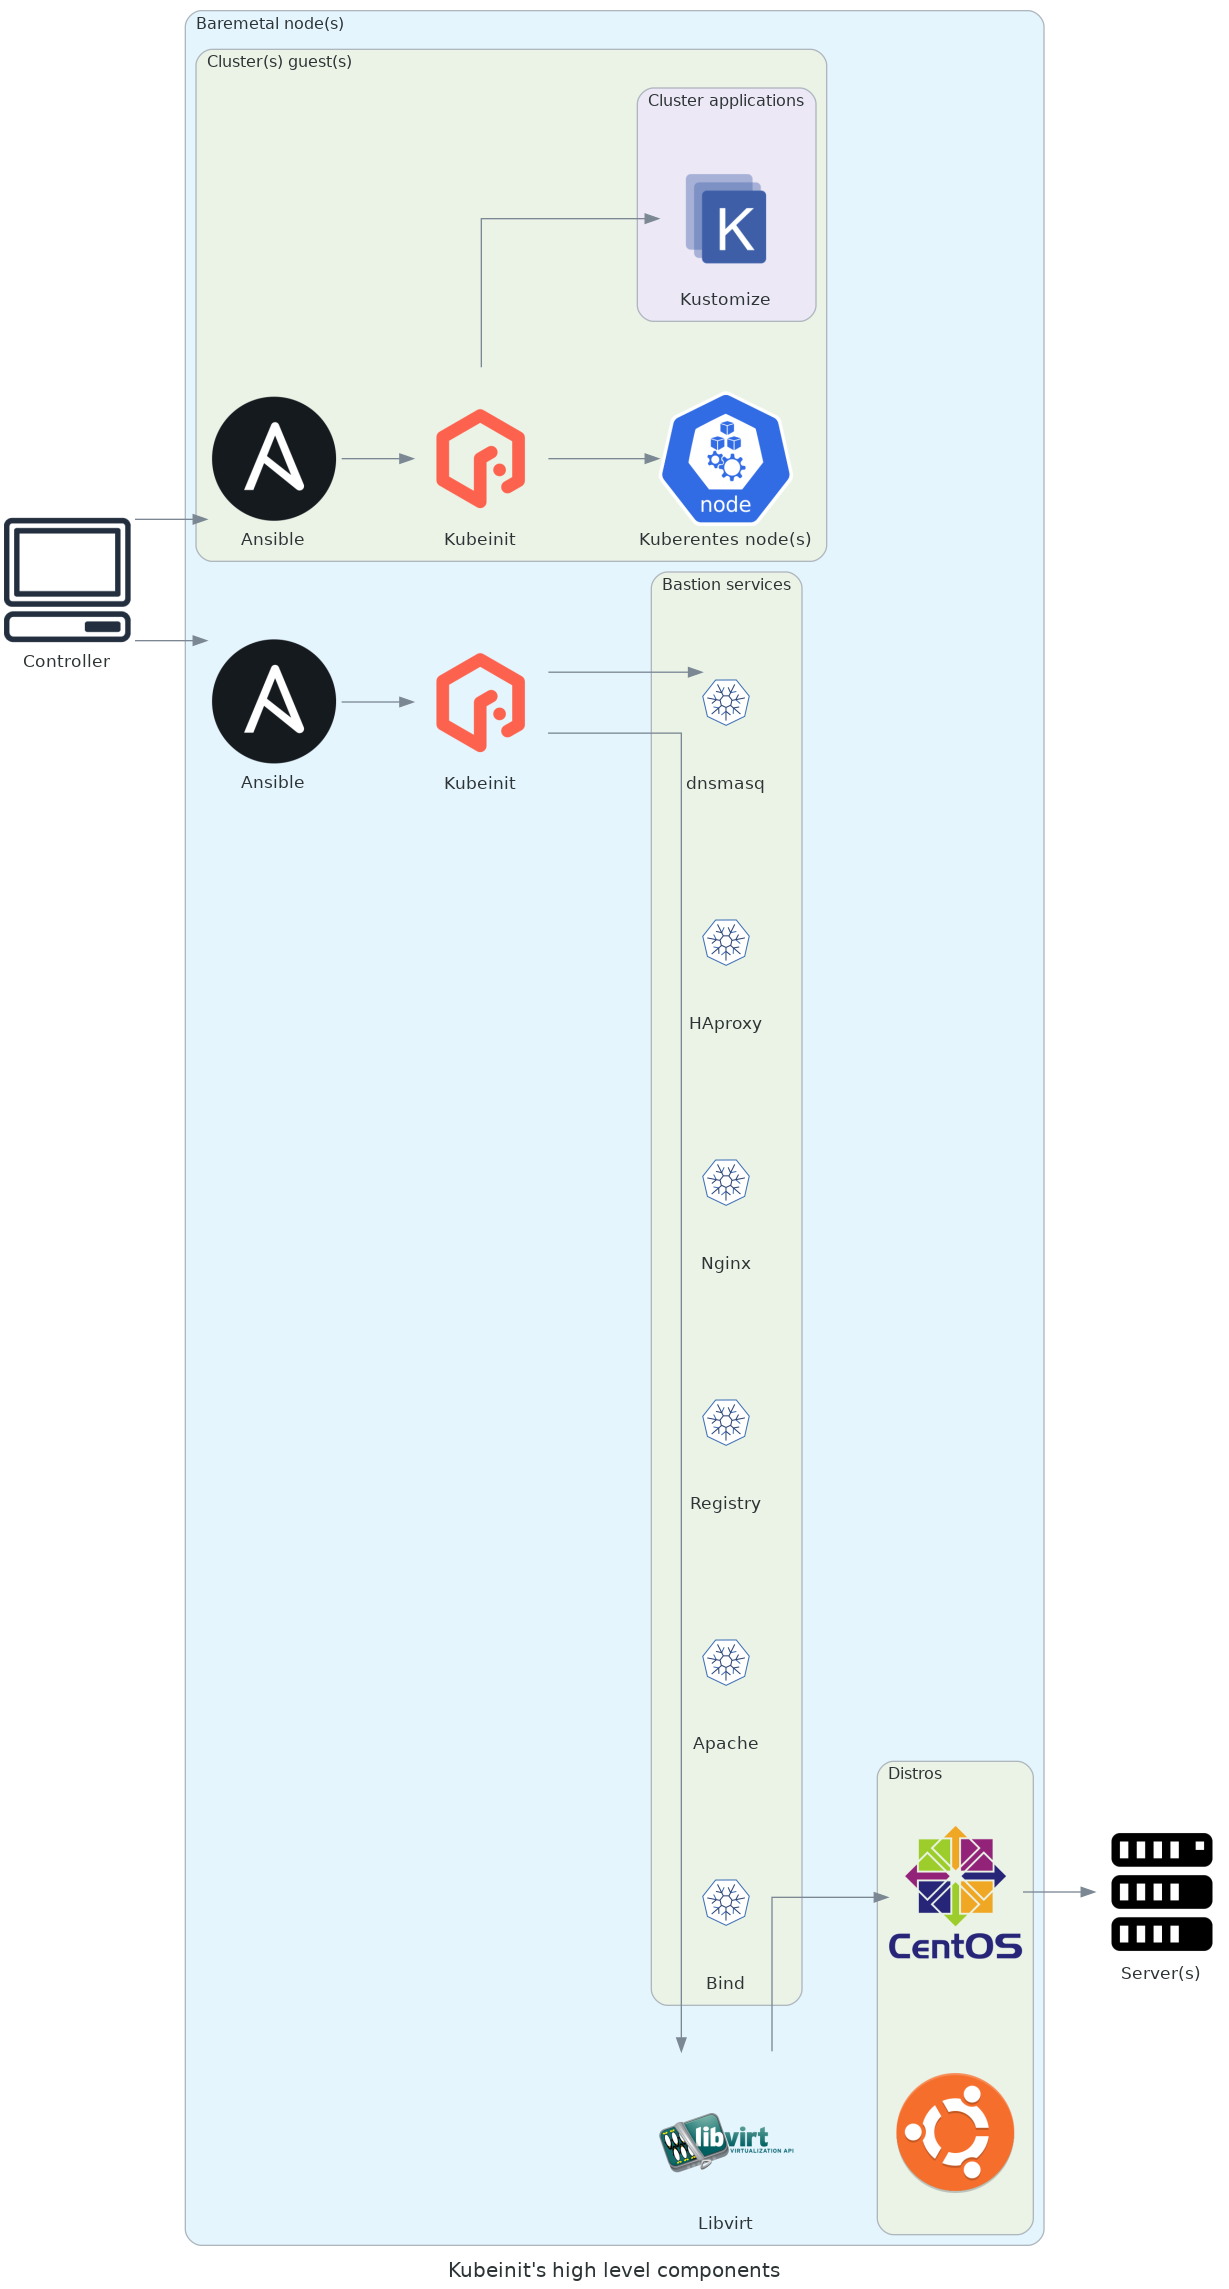 Baremetal node(s)
Cluster(s) guest(s)
Cluster applications
K
Kustomize
node
Ansible
Kubeinit
Kuberentes node(s)
Controller
Bastion services
Ansible
Kubeinit
dnsmasq
HAproxy
Nginx
Registry
Apache
Distros
CentOS
Bind
Server(s)
libvirt
VIRTUALIZATION API
Libvirt
Kubeinit's high level components